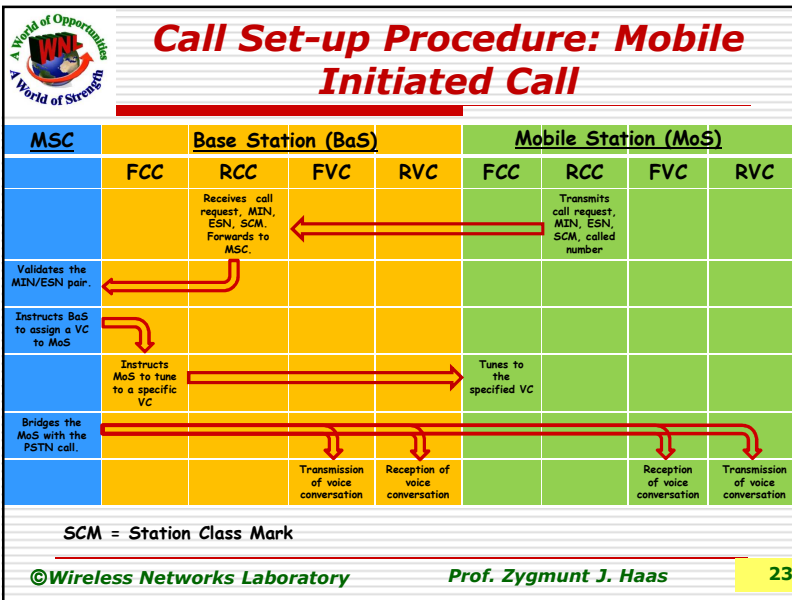 A World of Opportunities
WNL
A World of Strength
Call Set-up Procedure: Mobile
Initiated Call
MSC
Base Station (BaS)
Mobile Station (MoS)
FCC
RCC
FVC
RVC
FCC
RCC
FVC
RVC
Receives call
request, MIN,
ESN, SCM.
Forwards to
MSC.
Transmits
call request,
MIN, ESN,
SCM, called
number
Validates the
MIN/ESN pair.
Instructs BaS
to assign a VC
to MoS
Instructs
MoS to tune
to a specific
VC
Tunes to
the
specified VC
Bridges the
MoS with the
PSTN call.
Transmission
of voice
conversation
Reception of
voice
conversation
Reception
of voice
conversation
Transmission
of voice
conversation
SCM = Station Class Mark
©Wireless Networks Laboratory
Prof. Zygmunt J. Haas
23